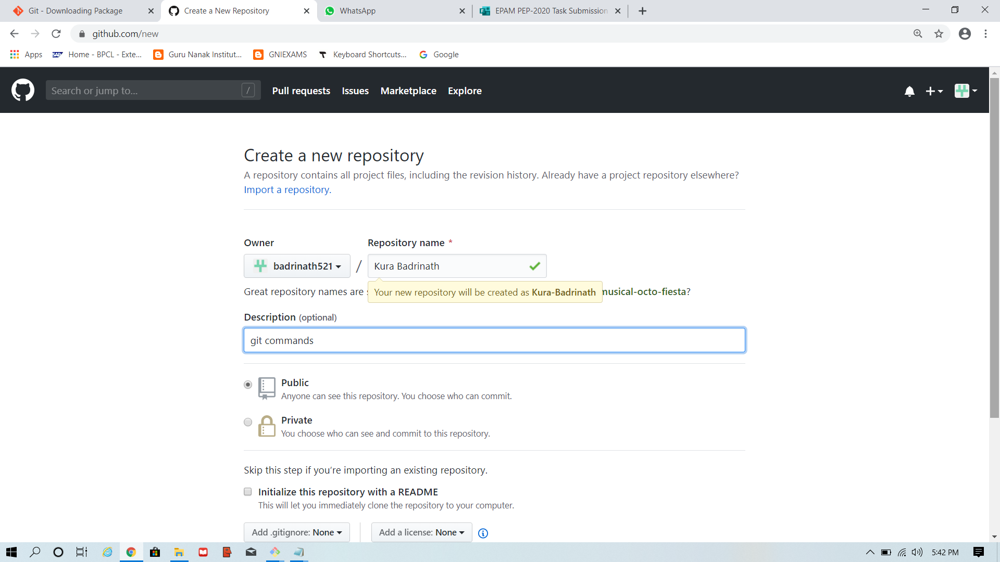 Git - Downloading Package
Create a New Repository
WhatsApp
EPAM PEP-2020 Task Submission
github.com/new
Apps
SAP
Home - BPCL - Exte...
Guru Nanak Institut...
GNIEXAMS
Keyboard Shortcuts...
Google
Search or jump to...
/
Pull requests
Issues
Marketplace
Explore
Create a new repository
A repository contains all project files, including the revision history. Already have a project repository elsewhere?
Import a repository.
Owner
Repository name *
badrinath521
/
Kura Badrinath
Great repository names are
Your new repository will be created as Kura-Badrinath
musical-octo-fiesta?
Description (optional)
git commands
Public
Anyone can see this repository. You choose who can commit.
Private
You choose who can see and commit to this repository.
Skip this step if you’re importing an existing repository.
Initialize this repository with a README
This will let you immediately clone the repository to your computer.
Add .gitignore: None
Add a license: None
5:42 PM